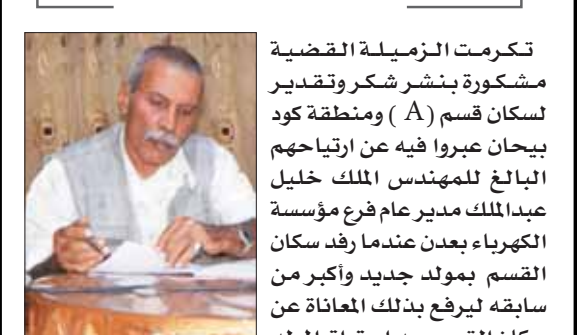 تكرمت الزميلة القضية
مشكورة بنشر شكر وتقدير
لسكان قسم (A ) ومنطقة كود
بيحان عبروا فيه عن ارتياحهم
البالغ للمهندس الملك خليل
عبدالملك مدير عام فرع مؤسسة
الكهرباء بعدن عندما رفد سكان
القسم بمولد جديد وأكبر من
سابقه ليرفع بذلك المعاناة عن